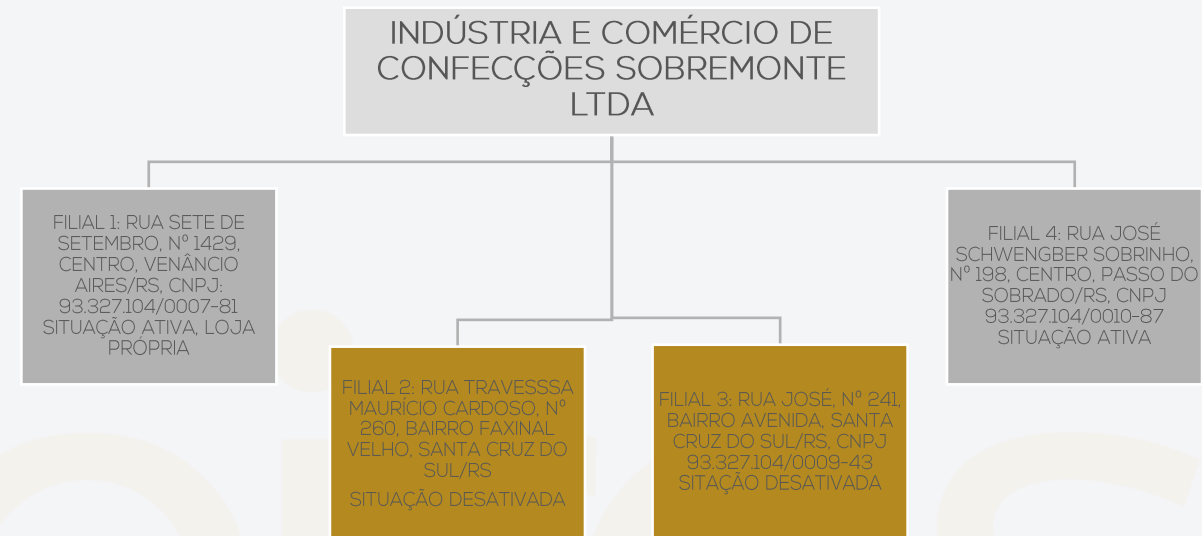 INDÚSTRIA E COMÉRCIO DE
CONFECÇÕES SOBREMONTE
LTDA
FILIAL 1: RUA SETE DE
SETEMBRO, Nº 1429,
CENTRO, VENÂNCIO
AIRES/RS, CNPJ:
93.327.104/0007-81
SITUAÇÃO ATIVA, LOJA
PRÓPRIA
FILIAL 2: RUA TRAVESSSA
MAURÍCIO CARDOSO, Nº
260, BAIRRO FAXINAL
VELHO, SANTA CRUZ DO
SUL/RS
SITUAÇÃO DESATIVADA
FILIAL 3: RUA JOSÉ, Nº 241,
BAIRRO AVENIDA, SANTA
CRUZ DO SUL/RS, CNPJ
93.327.104/0009-43
SITAÇÃO DESATIVADA
FILIAL 4: RUA JOSÉ
SCHWENGBER SOBRINHO,
Nº 198, CENTRO, PASSO DO
SOBRADO/RS, CNPJ
93.327.104/0010-87
SITUAÇÃO ATIVA